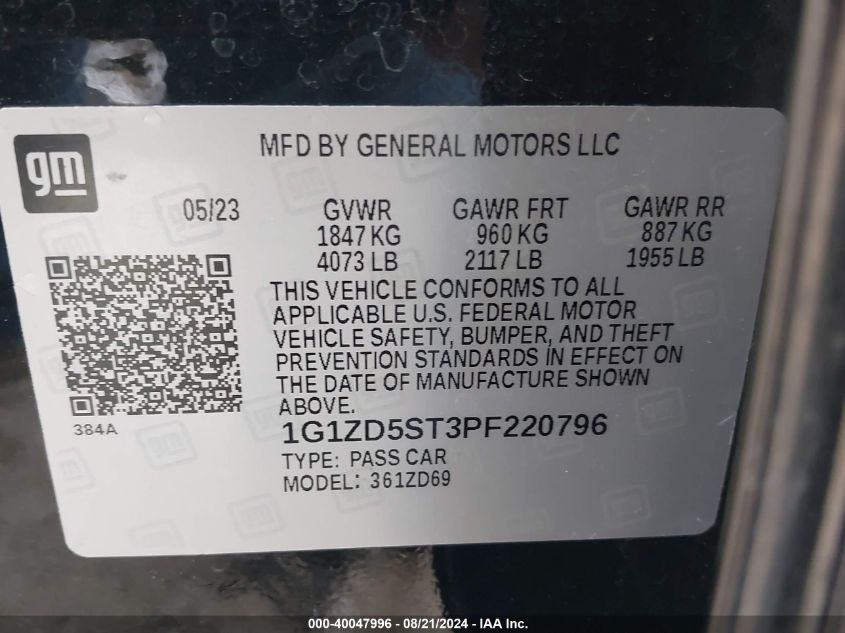 gm
MFD BY GENERAL MOTORS LLC
05/23 GVWR GAWR FRT GAWR RR
1847 KG 960 KG 887 KG
4073 LB 2117 LB 1955 LB
THIS VEHICLE CONFORMS TO ALL
APPLICABLE U.S. FEDERAL MOTOR
VEHICLE SAFETY, BUMPER, AND THEFT
PREVENTION STANDARDS IN EFFECT ON
THE DATE OF MANUFACTURE SHOWN
ABOVE.
384A
1G1ZD5ST3PF220796
TYPE: PASS CAR
MODEL: 361ZD69
000-40047996 - 08/21/2024 - IAA Inc.